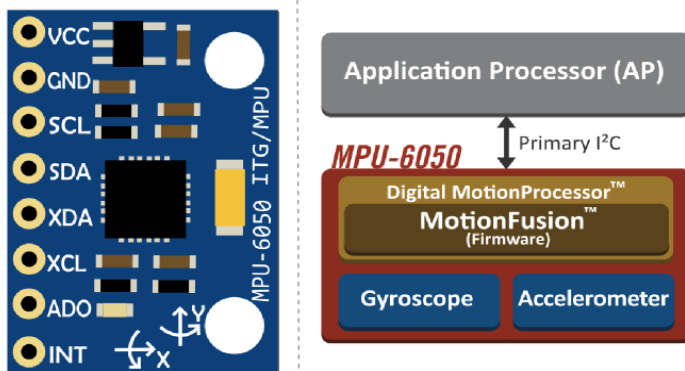 VCC
GND
SCL
SDA
XDA
XCL
ADO
INT
MPU-6050 ITG/MPU
Y
X
Application Processor (AP)
Primary I²C
MPU-6050
Digital MotionProcessor™
MotionFusion™
(Firmware)
Gyroscope
Accelerometer